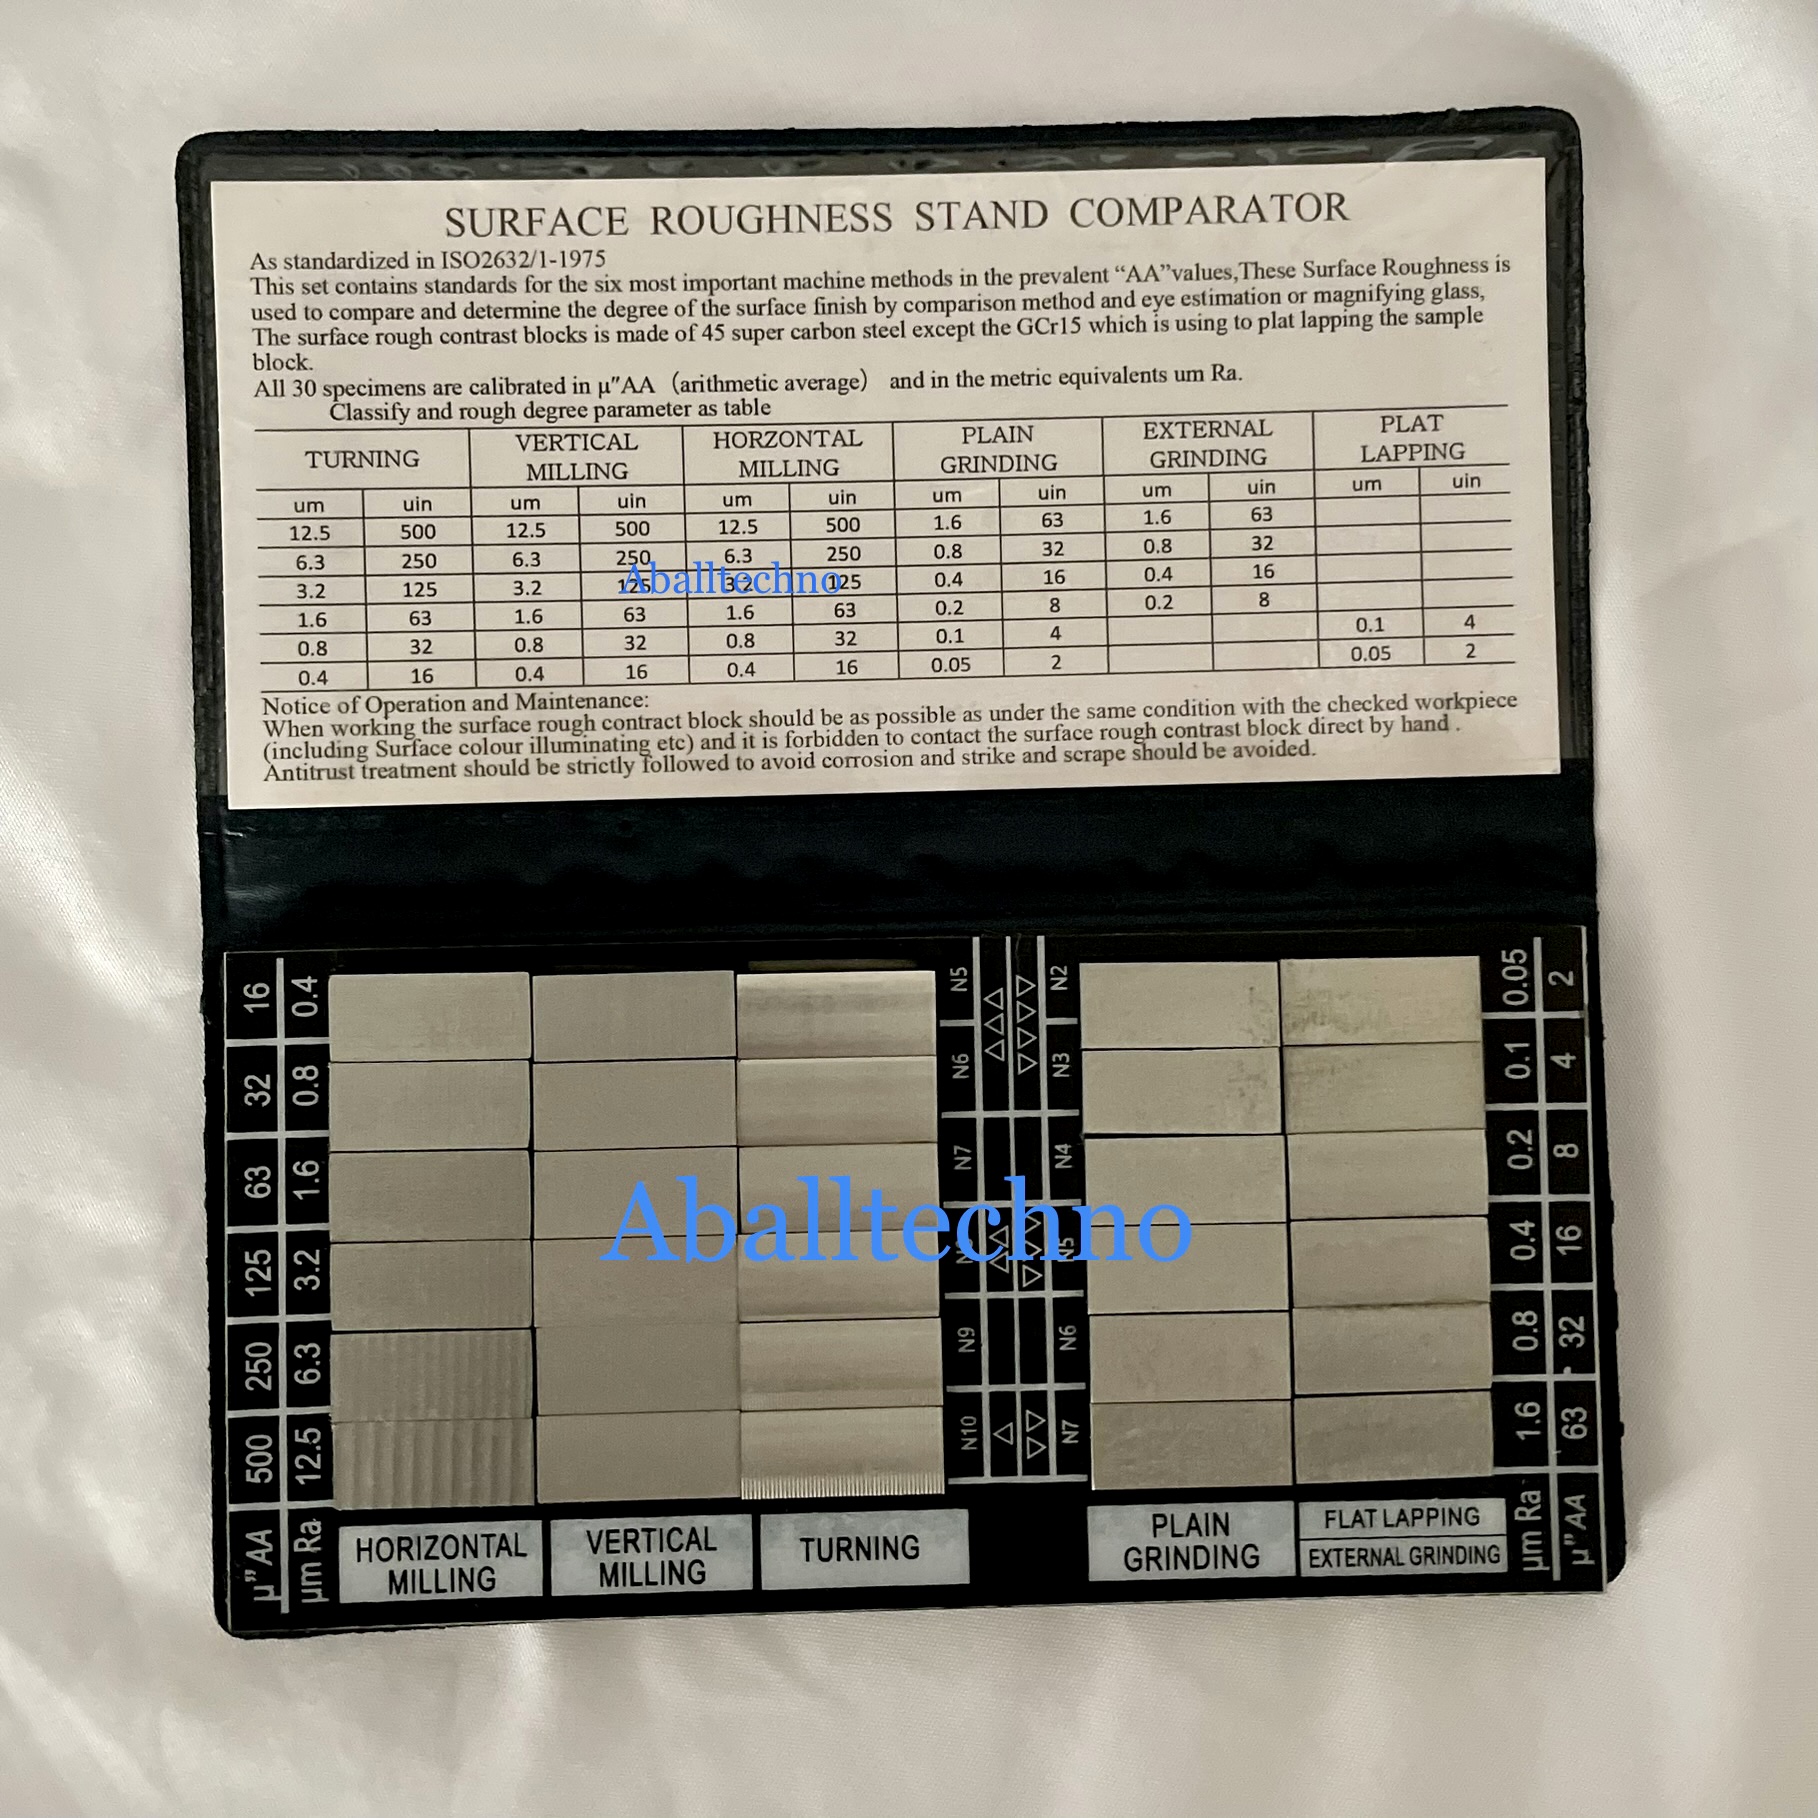 SURFACE ROUGHNESS STAND COMPARATOR
As standardized in ISO2632/1-1975
This set contains standards for the six most important machine methods in the prevalent “AA”values,These Surface Roughness is
used to compare and determine the degree of the surface finish by comparison method and eye estimation or magnifying glass,
The surface rough contrast blocks is made of 45 super carbon steel except the GCr15 which is using to plat lapping the sample
block.
All 30 specimens are calibrated in μ″AA (arithmetic average) and in the metric equivalents um Ra.
Classify and rough degree parameter as table
TURNING VERTICAL MILLING HORZONTAL MILLING PLAIN GRINDING EXTERNAL GRINDING PLAT LAPPING
um uin um uin um uin um uin um uin um uin
12.5 500 12.5 500 12.5 500 1.6 63 1.6 63
6.3 250 6.3 250 6.3 250 0.8 32 0.8 32
3.2 125 3.2 125 3.2 125 0.4 16 0.4 16
Aballtechno
1.6 63 1.6 63 1.6 63 0.2 8 0.2 8
0.8 32 0.8 32 0.8 32 0.1 4 0.1 4
0.4 16 0.4 16 0.4 16 0.05 2 0.05 2
Notice of Operation and Maintenance:
When working the surface rough contract block should be as possible as under the same condition with the checked workpiece
(including Surface colour illuminating etc) and it is forbidden to contact the surface rough contrast block direct by hand .
Antitrust treatment should be strictly followed to avoid corrosion and strike and scrape should be avoided.
16 0.4 N5 N2 0.05 2
32 0.8 N6 N3 0.1 4
63 1.6 N7 N4 0.2 8
Aballtechno
125 3.2 N5 0.4 16
250 6.3 N9 N6 0.8 32
500 12.5 N10 N7 1.6 63
μ”AA μm Ra HORIZONTAL MILLING VERTICAL MILLING TURNING PLAIN GRINDING FLAT LAPPING EXTERNAL GRINDING μm Ra μ”AA